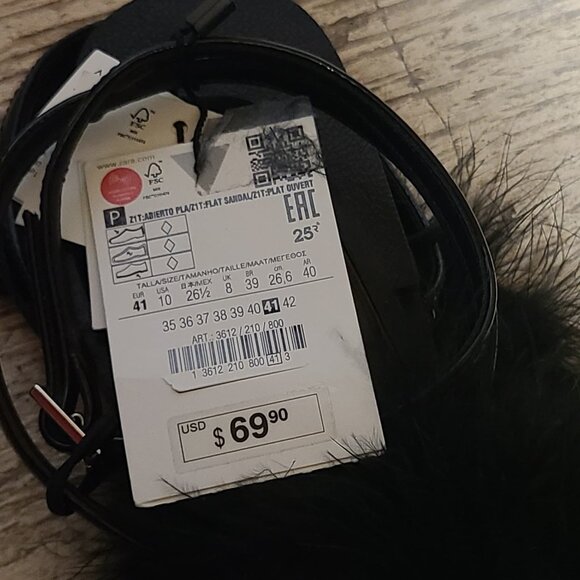 www.zara.com
FSC
MIX
P Z1T:ABIERTO PLA/Z1T:FLAT SANDAL/Z1T:PLAT OUVERT
EAC
25
TALLA/SIZE/TAMANHO/TAILLE/MAAT/ΜΕΓΕΘΟΣ
EUR USA 日本/MEX UK BR cm AR
41 10 26½ 8 39 26,6 40
35 36 37 38 39 40 41 42
ART.: 3612 / 210 / 800
1 3612 210 800 41 3
USD
$ 69⁹⁰